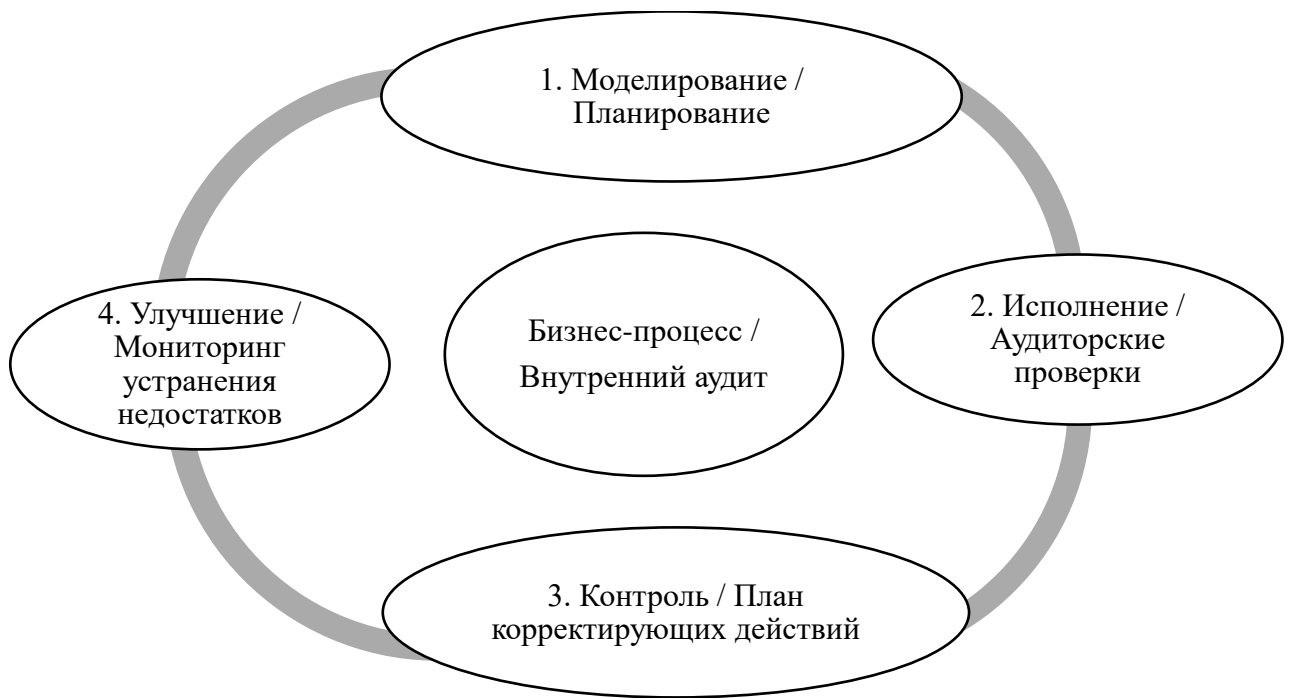 1. Моделирование /
Планирование
2. Исполнение /
Аудиторские
проверки
3. Контроль / План
корректирующих действий
4. Улучшение /
Мониторинг
устранения
недостатков
Бизнес-процесс /
Внутренний аудит